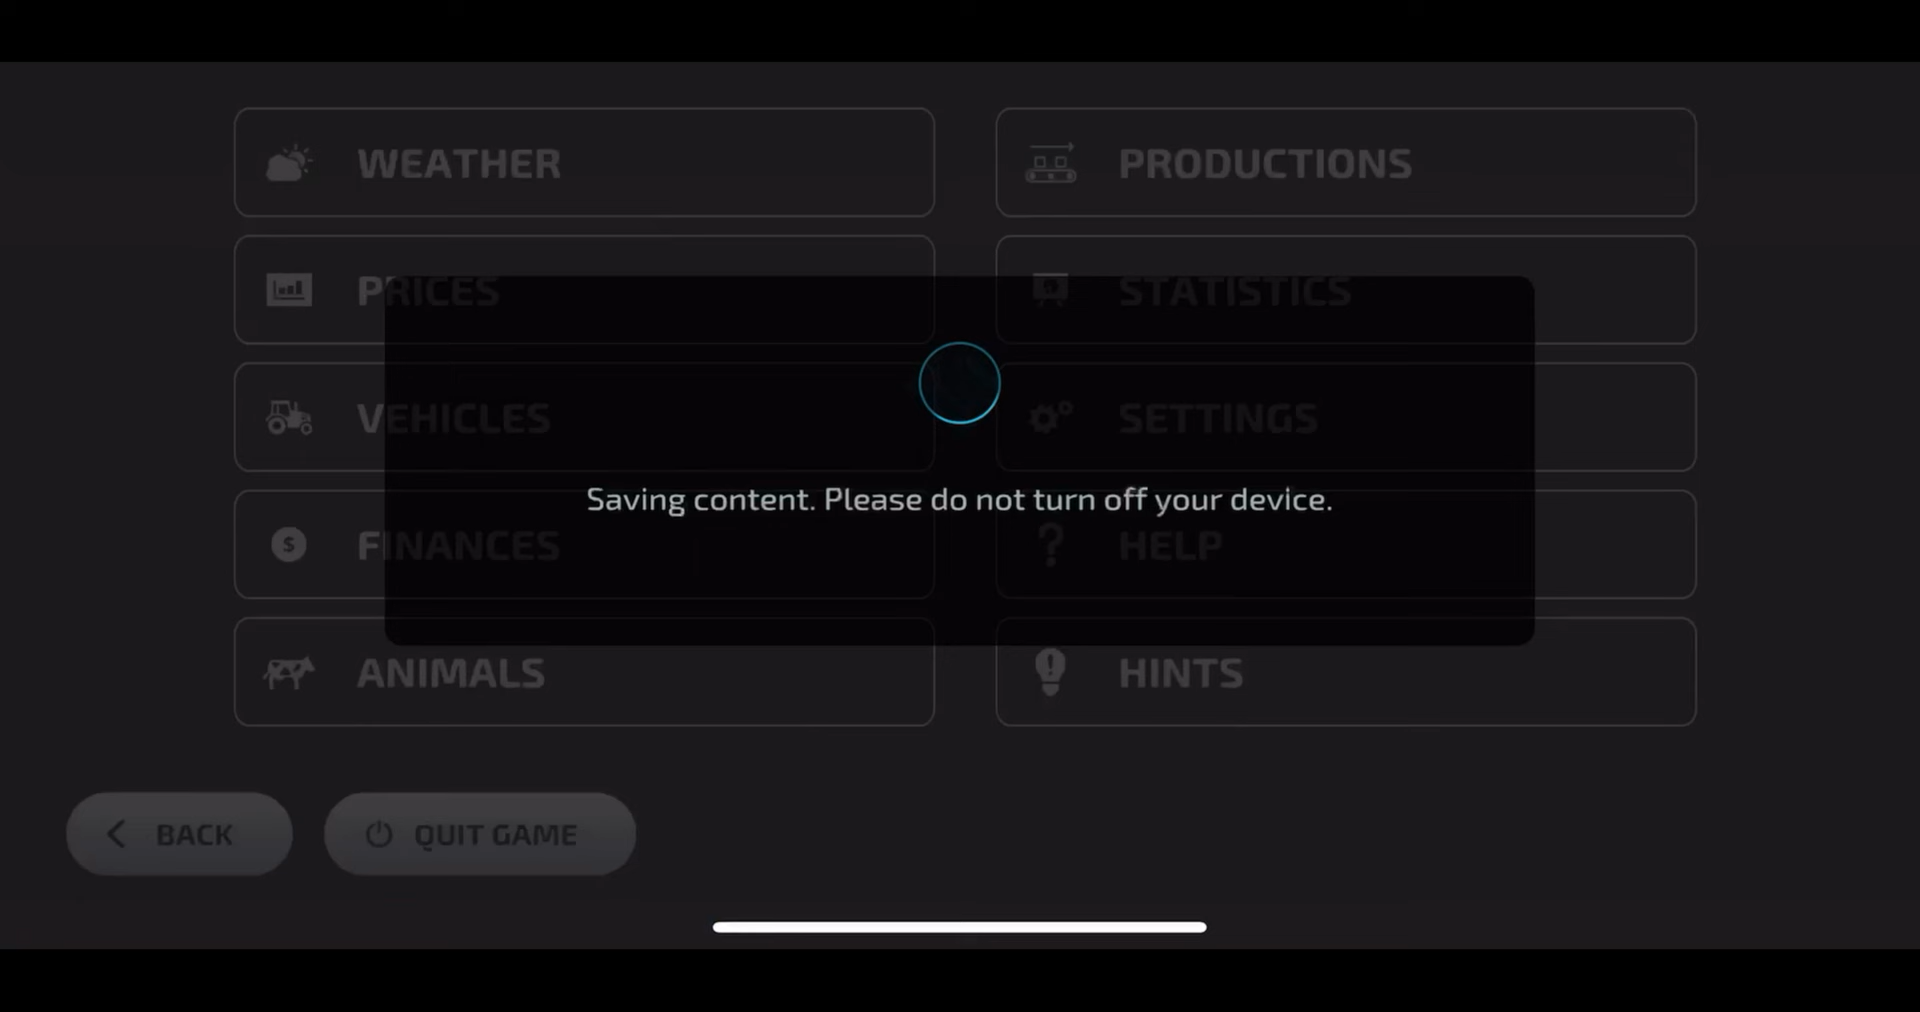 WEATHER
PRODUCTIONS
PRICES
STATISTICS
VEHICLES
SETTINGS
Saving content. Please do not turn off your device.
FINANCES
HELP
ANIMALS
HINTS
BACK
QUIT GAME